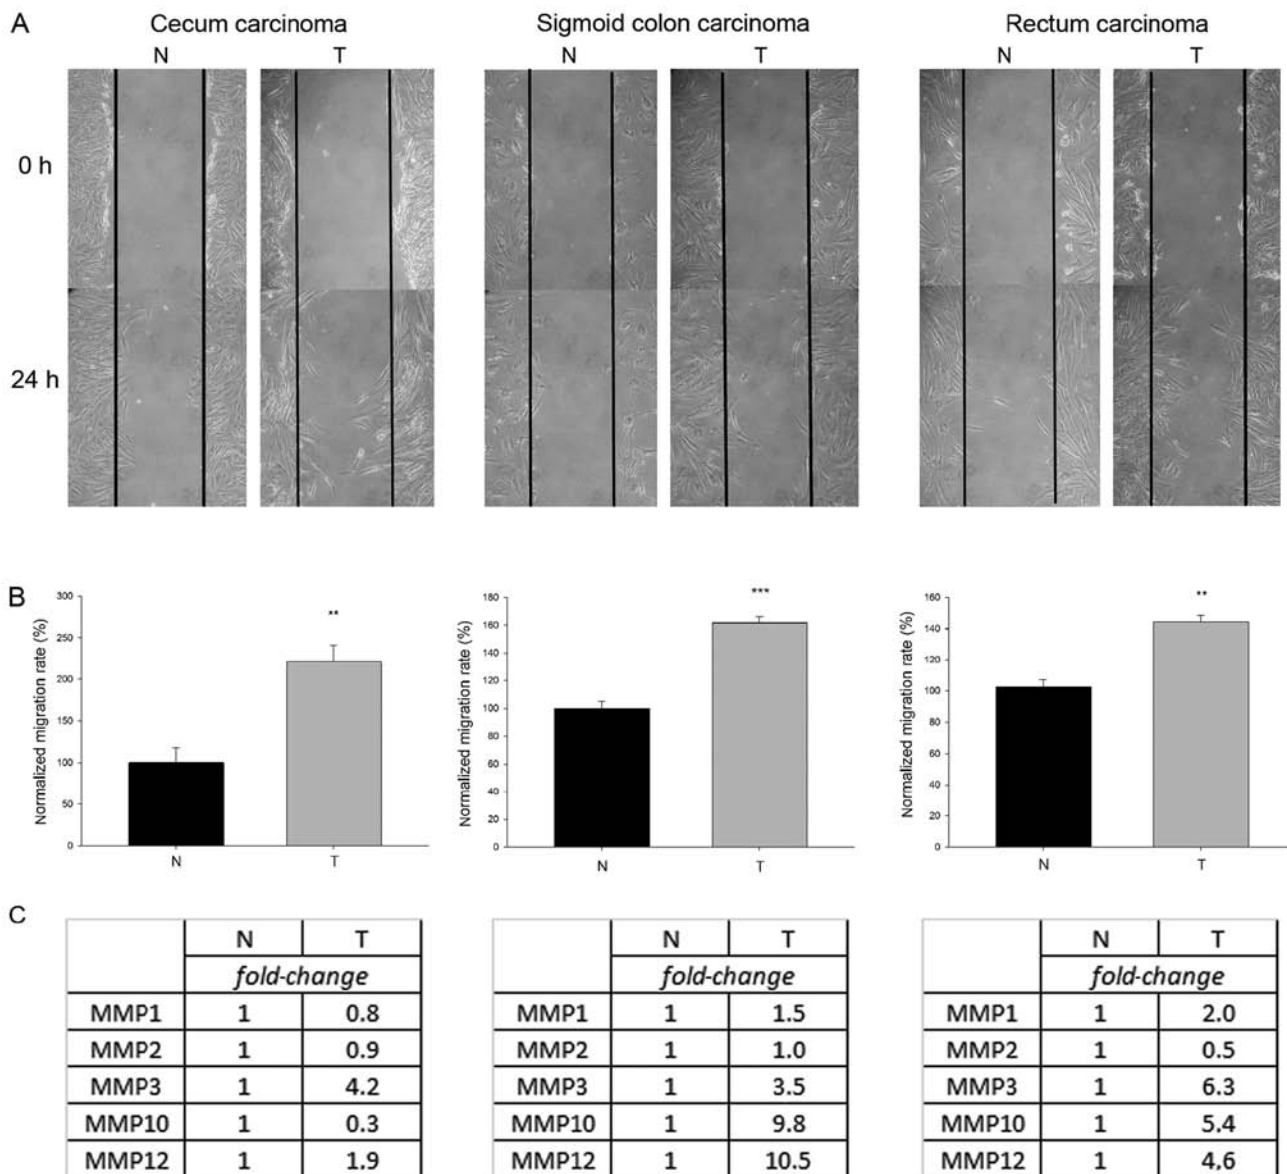 A
Cecum carcinoma Sigmoid colon carcinoma Rectum carcinoma
N T N T N T
0 h
24 h
B
Normalized migration rate (%)
300
250
200
150
100
50
0
**
N T
Normalized migration rate (%)
180
160
140
120
100
80
60
40
20
0
***
N T
Normalized migration rate (%)
160
140
120
100
80
60
40
20
0
**
N T
C
N T
fold-change
MMP1 1 0.8
MMP2 1 0.9
MMP3 1 4.2
MMP10 1 0.3
MMP12 1 1.9
N T
fold-change
MMP1 1 1.5
MMP2 1 1.0
MMP3 1 3.5
MMP10 1 9.8
MMP12 1 10.5
N T
fold-change
MMP1 1 2.0
MMP2 1 0.5
MMP3 1 6.3
MMP10 1 5.4
MMP12 1 4.6